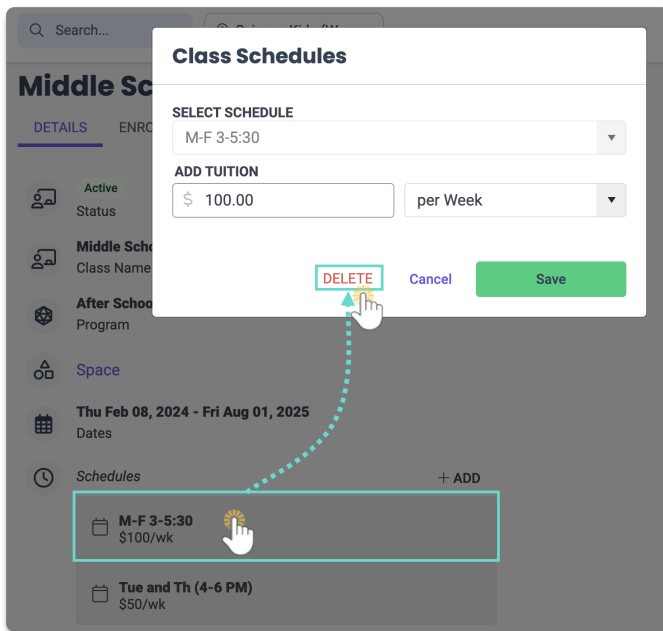 Search...
Class Schedules
Middle Sc
DETAILS
SELECT SCHEDULE
M-F 3-5:30
ADD TUITION
$ 100.00
per Week
Active
Status
Middle Scho
Class Name
DELETE
Cancel
Save
After Schoo
Program
Space
Thu Feb 08, 2024 - Fri Aug 01, 2025
Dates
Schedules
+ ADD
M-F 3-5:30
$100/wk
Tue and Th (4-6 PM)
$50/wk